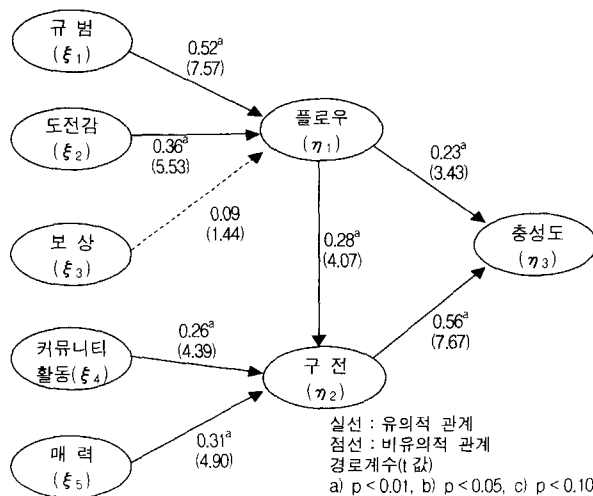 규 범
(ξ1)
0.52a
(7.57)
도전감
(ξ2)
0.36a
(5.53)
플로우
(η1)
0.23a
(3.43)
보 상
(ξ3)
0.09
(1.44)
0.28a
(4.07)
충성도
(η3)
커뮤니티
활동(ξ4)
0.26a
(4.39)
구 전
(η2)
0.56a
(7.67)
매 력
(ξ5)
0.31a
(4.90)
실선 : 유의적 관계
점선 : 비유의적 관계
경로계수(t 값)
a) p < 0.01, b) p < 0.05, c) p < 0.10